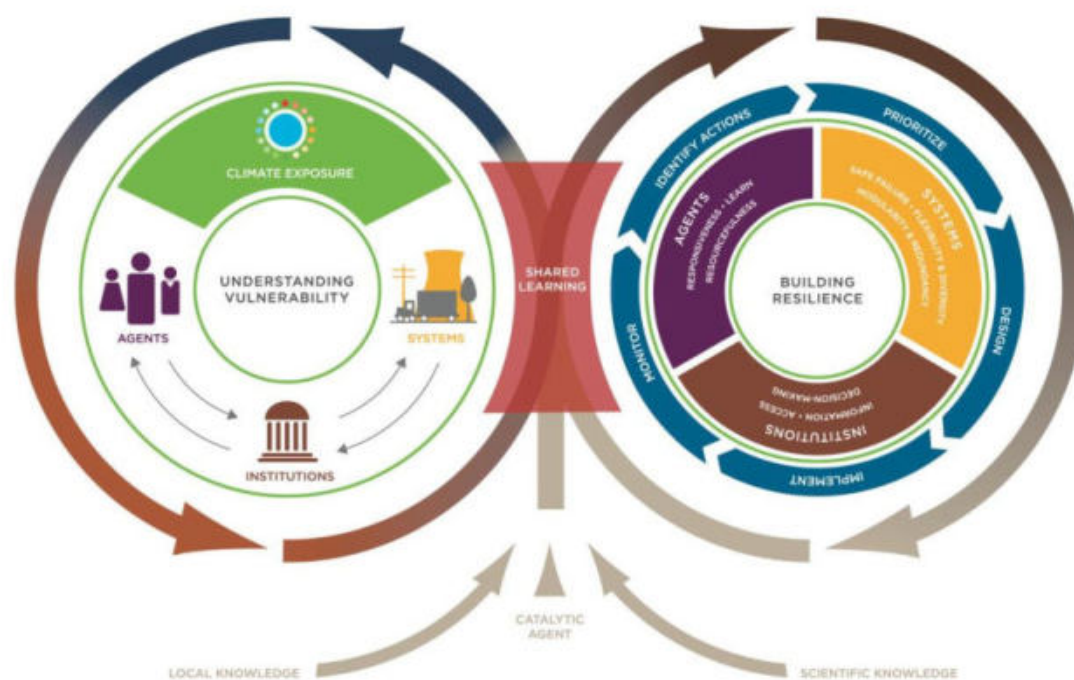 CLIMATE EXPOSURE
UNDERSTANDING
VULNERABILITY
AGENTS
SYSTEMS
INSTITUTIONS
SHARED
LEARNING
IDENTIFY ACTIONS
PRIORITIZE
DESIGN
IMPLEMENT
MONITOR
AGENTS
RESPONSIVENESS • LEARN
RESOURCEFULNESS
SYSTEMS
SAFE FAILURE • FLEXIBILITY & DIVERSITY
MODULARITY & REDUNDANCY
BUILDING
RESILIENCE
INSTITUTIONS
INFORMATION • ACCESS
DECISION-MAKING
CATALYTIC
AGENT
LOCAL KNOWLEDGE
SCIENTIFIC KNOWLEDGE